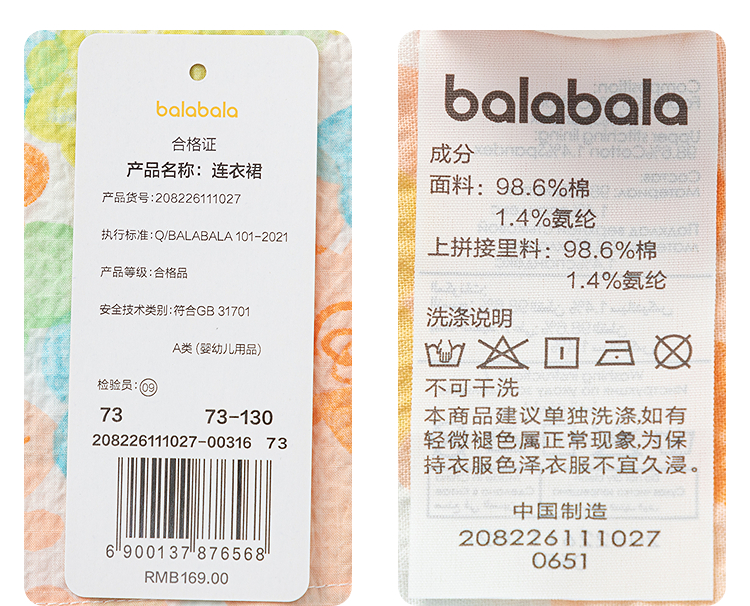 balabala
合格证
产品名称：连衣裙
产品货号：208226111027
执行标准：Q/BALABALA 101-2021
产品等级：合格品
安全技术类别：符合GB 31701
A类 (婴幼儿用品)
检验员：09
73 73-130
208226111027-00316 73
6 900137 876568
RMB169.00
balabala
成分
面料：98.6%棉
1.4%氨纶
上拼接里料：98.6%棉
1.4%氨纶
洗涤说明
不可干洗
本商品建议单独洗涤,如有
轻微褪色属正常现象,为保
持衣服色泽,衣服不宜久浸。
中国制造
208226111027
0651